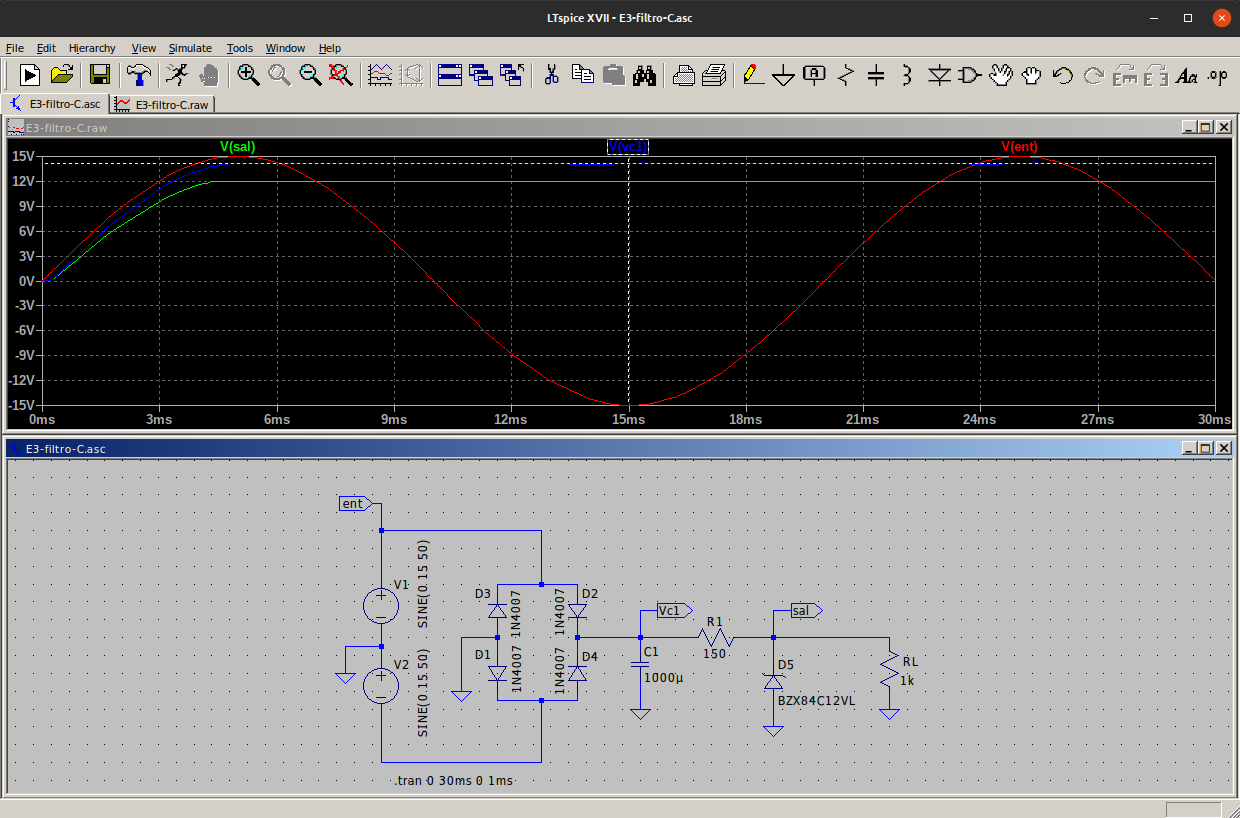 LTspice XVII - E3-filtro-C.asc
File Edit Hierarchy View Simulate Tools Window Help
A Aa .op
E3-filtro-C.asc E3-filtro-C.raw
E3-filtro-C.raw
V(sal) V(vc1) V(ent)
15V
12V
9V
6V
3V
0V
-3V
-6V
-9V
-12V
-15V
0ms 3ms 6ms 9ms 12ms 15ms 18ms 21ms 24ms 27ms 30ms
E3-filtro-C.asc
ent
V1
SINE(0 15 50)
V2
SINE(0 15 50)
D3
1N4007
D2
1N4007
D1
1N4007
D4
1N4007
Vc1
C1
1000µ
R1
150
sal
D5
BZX84C12VL
RL
1k
.tran 0 30ms 0 1ms